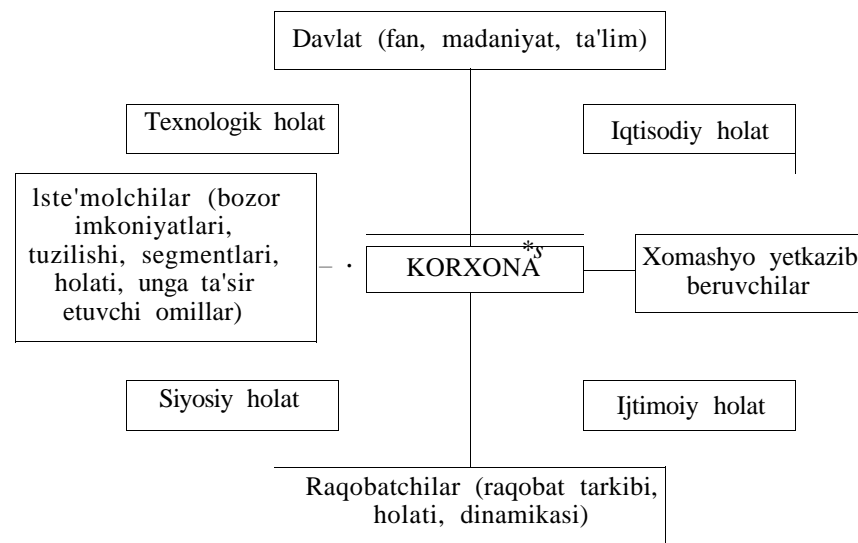 Davlat (fan, madaniyat, ta'lim)
Texnologik holat
Iqtisodiy holat
lste'molchilar (bozor
imkoniyatlari,
tuzilishi, segmentlari,
holati, unga ta'sir
etuvchi omillar)
KORXONA*s
Xomashyo yetkazib
beruvchilar
Siyosiy holat
Ijtimoiy holat
Raqobatchilar (raqobat tarkibi,
holati, dinamikasi)